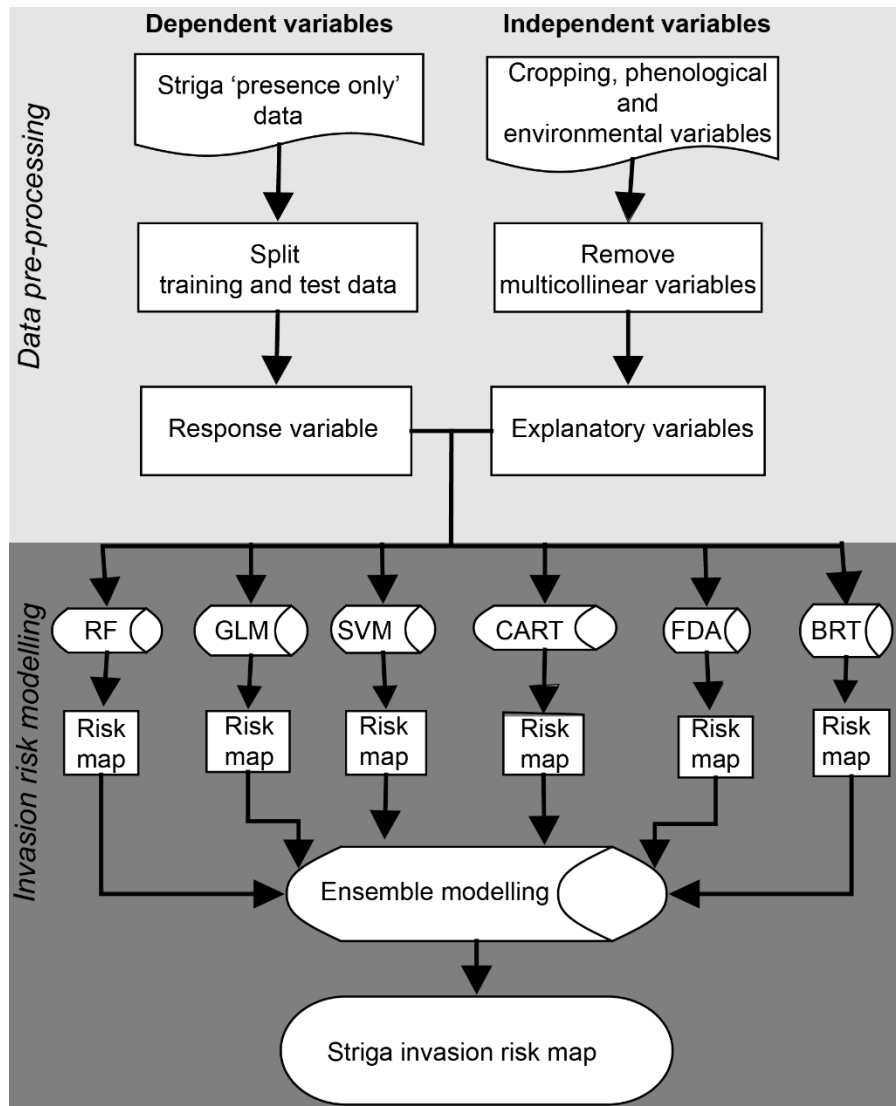 Dependent variables
Independent variables
Striga ‘presence only’
data
Cropping, phenological
and
environmental variables
Data pre-processing
Split
training and test data
Remove
multicollinear variables
Response variable
Explanatory variables
Invasion risk modelling
RF
GLM
SVM
CART
FDA
BRT
Risk
map
Risk
map
Risk
map
Risk
map
Risk
map
Risk
map
Ensemble modelling
Striga invasion risk map